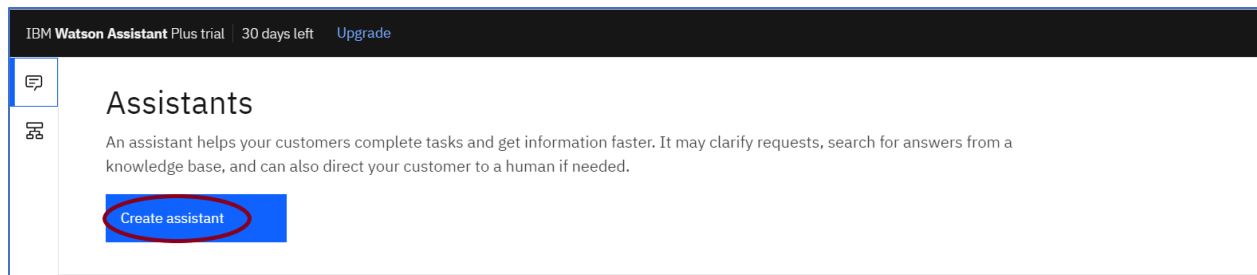 IBM Watson Assistant Plus trial 30 days left Upgrade
Assistants
An assistant helps your customers complete tasks and get information faster. It may clarify requests, search for answers from a
knowledge base, and can also direct your customer to a human if needed.
Create assistant